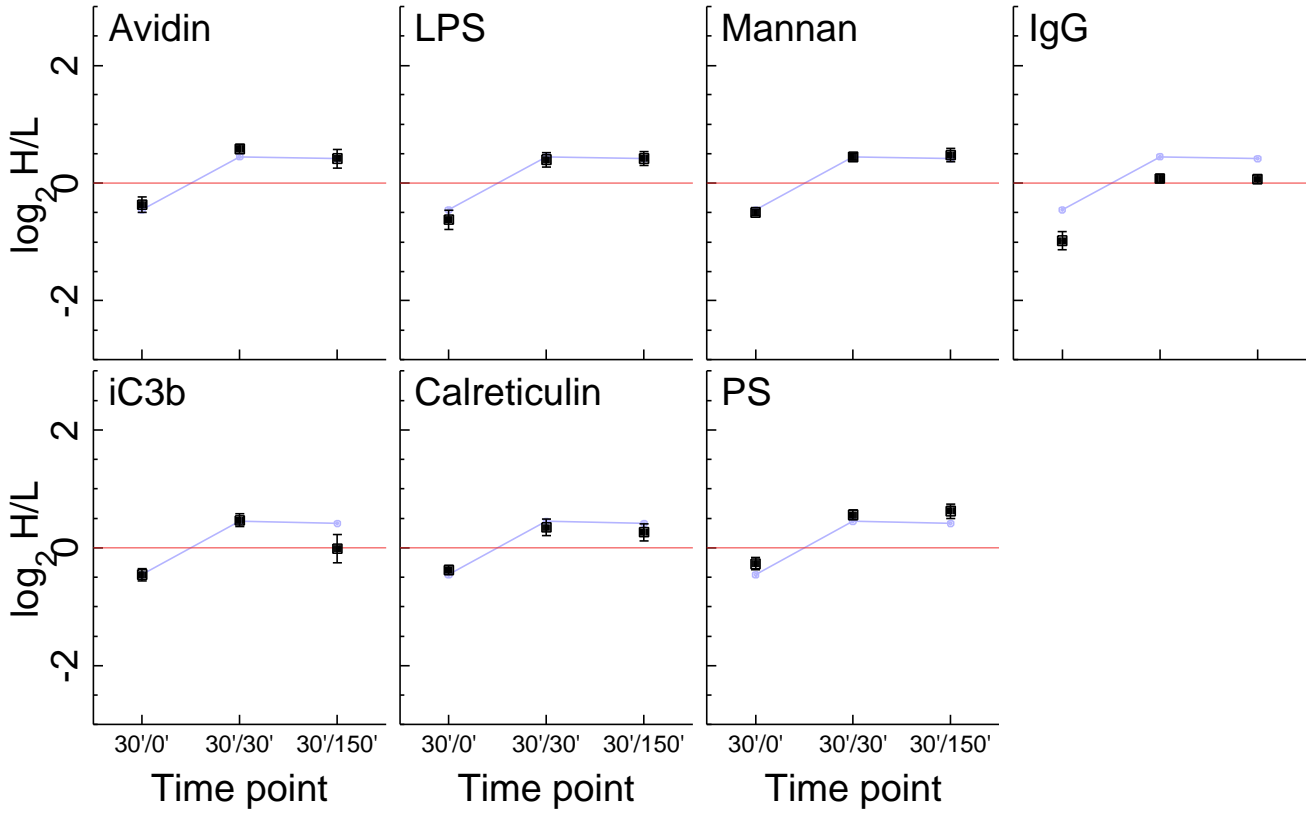 Avidin
LPS
Mannan
IgG
2
0
-2
log2 H/L
iC3b
Calreticulin
PS
2
0
-2
log2 H/L
30'/0' 30'/30' 30'/150'
30'/0' 30'/30' 30'/150'
30'/0' 30'/30' 30'/150'
Time point
Time point
Time point